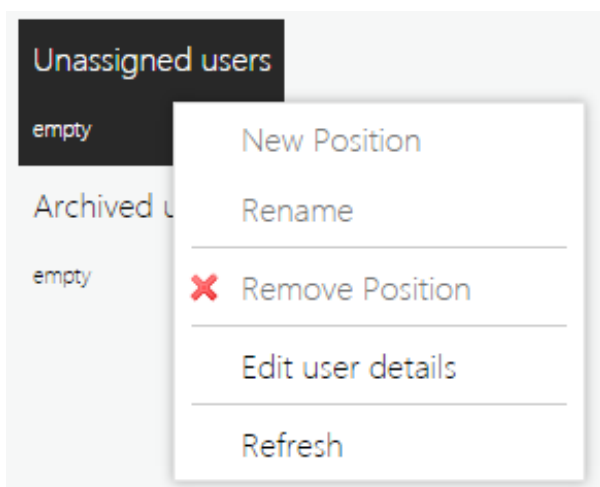 Unassigned users
empty
New Position
Archived u
Rename
empty
Remove Position
Edit user details
Refresh